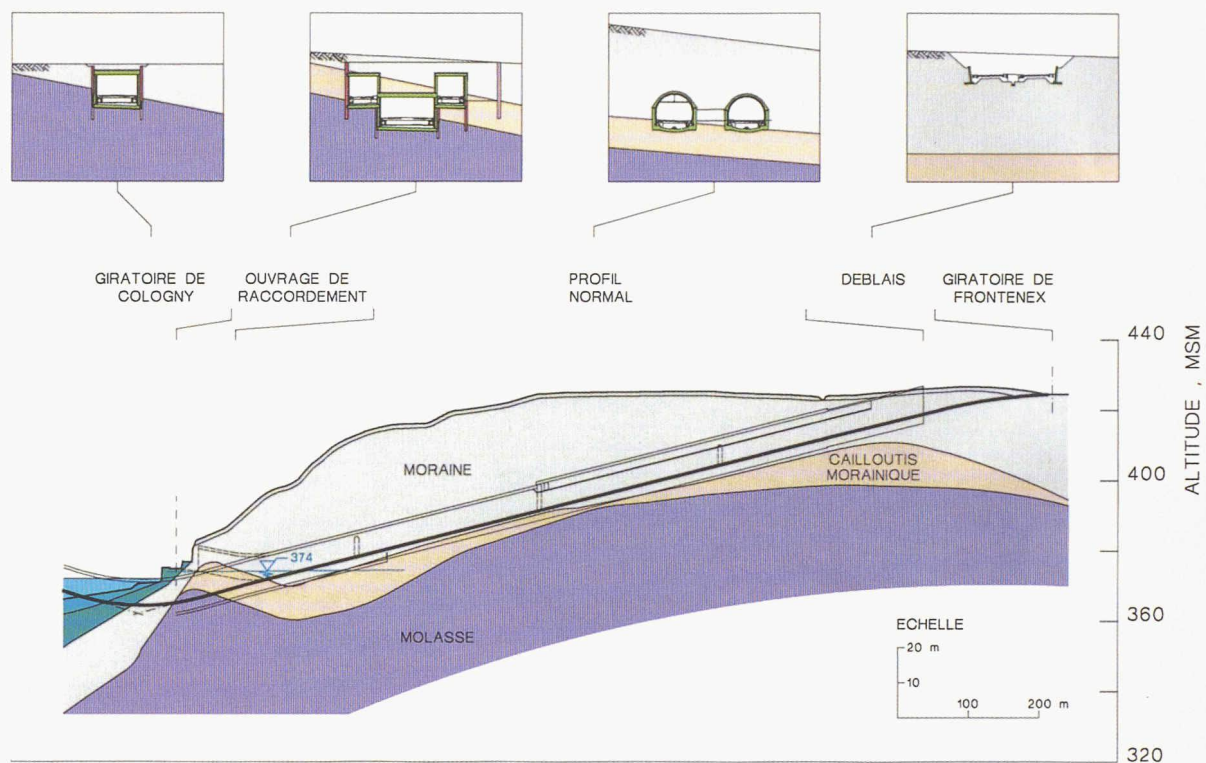 GIRATOIRE DE
COLOGNY
OUVRAGE DE
RACCORDEMENT
PROFIL
NORMAL
DEBLAIS
GIRATOIRE DE
FRONTENEX
440
400
360
320
ALTITUDE , MSM
MORAINE
CAILLOUTIS
MORAINIQUE
374
MOLASSE
ECHELLE
20 m
10
100 200 m